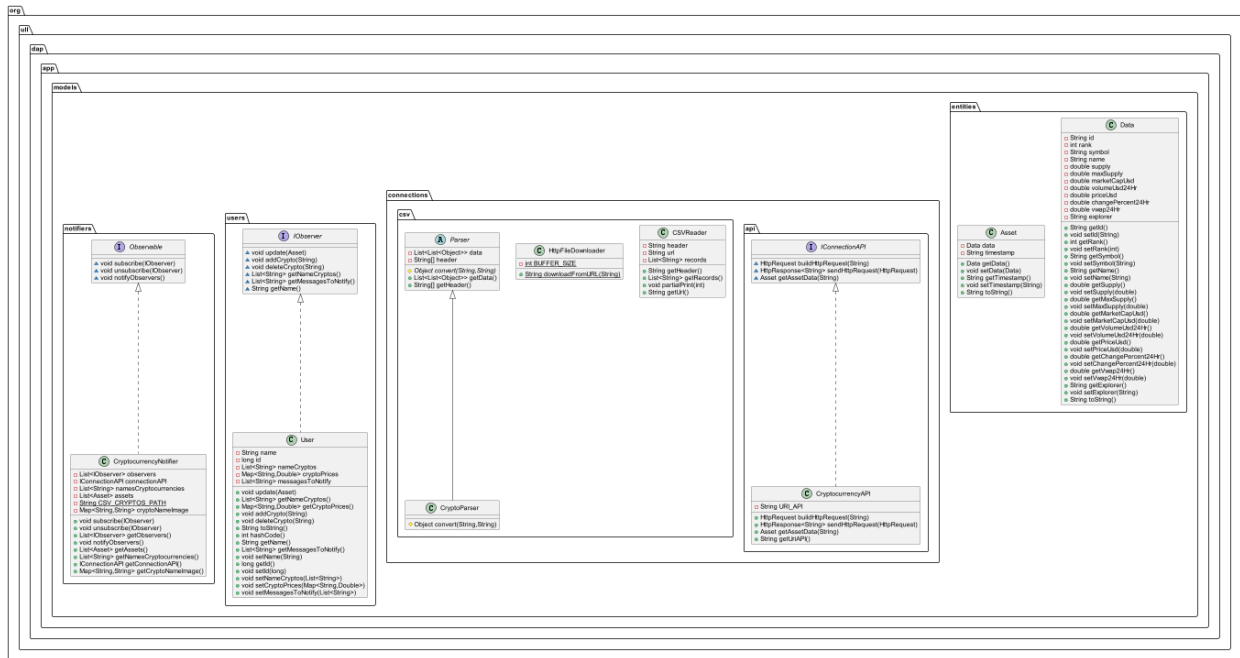 org
ull
dap
app
models
notifiers
Observable
void subscribe(IObserver)
void unsubscribe(IObserver)
void notifyObservers()
CryptocurrencyNotifier
List<IObserver> observers
IConnectionAPI connectionAPI
List<String> namesCryptocurrencies
List<Asset> assets
String CSV_CRYPTOS_PATH
Map<String,String> cryptoNameImage
void subscribe(IObserver)
void unsubscribe(IObserver)
List<IObserver> getObservers()
void notifyObservers()
List<Asset> getAssets()
List<String> getNamesCryptocurrencies()
IConnectionAPI getConnectionAPI()
Map<String,String> getCryptoNameImage()
users
IObserver
void update(Asset)
void addCrypto(String)
void deleteCrypto(String)
List<String> getNameCryptos()
List<String> getMessagesToNotify()
String getName()
User
String name
long id
List<String> nameCryptos
Map<String,Double> cryptoPrices
List<String> messagesToNotify
void update(Asset)
List<String> getNameCryptos()
Map<String,Double> getCryptoPrices()
void addCrypto(String)
void deleteCrypto(String)
String toString()
int hashCode()
String getName()
List<String> getMessagesToNotify()
void setName(String)
long getId()
void setId(long)
void setNameCryptos(List<String>)
void setCryptoPrices(Map<String,Double>)
void setMessagesToNotify(List<String>)
connections
csv
Parser
List<List<Object>> data
String[] header
Object convert(String,String)
List<List<Object>> getData()
String[] getHeader()
CryptoParser
Object convert(String,String)
HttpFileDownloader
int BUFFER_SIZE
String downloadFromURL(String)
CSVReader
String header
String url
List<String> records
String getHeader()
List<String> getRecords()
void partialPrint(int)
String getUrl()
api
IConnectionAPI
HttpRequest buildHttpRequest(String)
HttpResponse<String> sendHttpRequest(HttpRequest)
Asset getAssetData(String)
CryptocurrencyAPI
String URI_API
HttpRequest buildHttpRequest(String)
HttpResponse<String> sendHttpRequest(HttpRequest)
Asset getAssetData(String)
String getUriAPI()
entities
Asset
Data data
String timestamp
Data getData()
void setData(Data)
String getTimestamp()
void setTimestamp(String)
String toString()
Data
String id
int rank
String symbol
String name
double supply
double maxSupply
double marketCapUsd
double volumeUsd24Hr
double priceUsd
double changePercent24Hr
double vwap24Hr
String explorer
String getId()
void setId(String)
int getRank()
void setRank(int)
String getSymbol()
void setSymbol(String)
String getName()
void setName(String)
double getSupply()
void setSupply(double)
double getMaxSupply()
void setMaxSupply(double)
double getMarketCapUsd()
void setMarketCapUsd(double)
double getVolumeUsd24Hr()
void setVolumeUsd24Hr(double)
double getPriceUsd()
void setPriceUsd(double)
double getChangePercent24Hr()
void setChangePercent24Hr(double)
double getVwap24Hr()
void setVwap24Hr(double)
String getExplorer()
void setExplorer(String)
String toString()